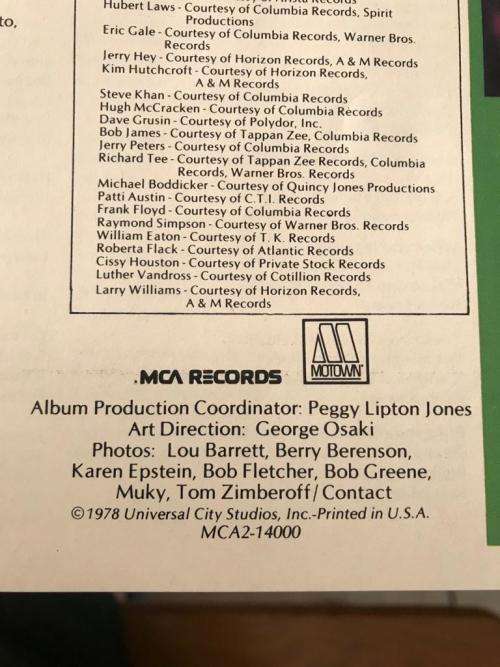 to,
Hubert Laws - Courtesy of Columbia Records, Spirit
Productions
Eric Gale - Courtesy of Columbia Records, Warner Bros.
Records
Jerry Hey - Courtesy of Horizon Records, A & M Records
Kim Hutchcroft - Courtesy of Horizon Records,
A & M Records
Steve Khan - Courtesy of Columbia Records
Hugh McCracken - Courtesy of Columbia Records
Dave Grusin - Courtesy of Polydor, Inc.
Bob James - Courtesy of Tappan Zee, Columbia Records
Jerry Peters - Courtesy of Columbia Records
Richard Tee - Courtesy of Tappan Zee Records, Columbia
Records, Warner Bros. Records
Michael Boddicker - Courtesy of Quincy Jones Productions
Patti Austin - Courtesy of C.T.I. Records
Frank Floyd - Courtesy of Columbia Records
Raymond Simpson - Courtesy of Warner Bros. Records
William Eaton - Courtesy of T. K. Records
Roberta Flack - Courtesy of Atlantic Records
Cissy Houston - Courtesy of Private Stock Records
Luther Vandross - Courtesy of Cotillion Records
Larry Williams - Courtesy of Horizon Records,
A & M Records
MCA RECORDS
M
MOTOWN
Album Production Coordinator: Peggy Lipton Jones
Art Direction: George Osaki
Photos: Lou Barrett, Berry Berenson,
Karen Epstein, Bob Fletcher, Bob Greene,
Muky, Tom Zimberoff / Contact
©1978 Universal City Studios, Inc.-Printed in U.S.A.
MCA2-14000